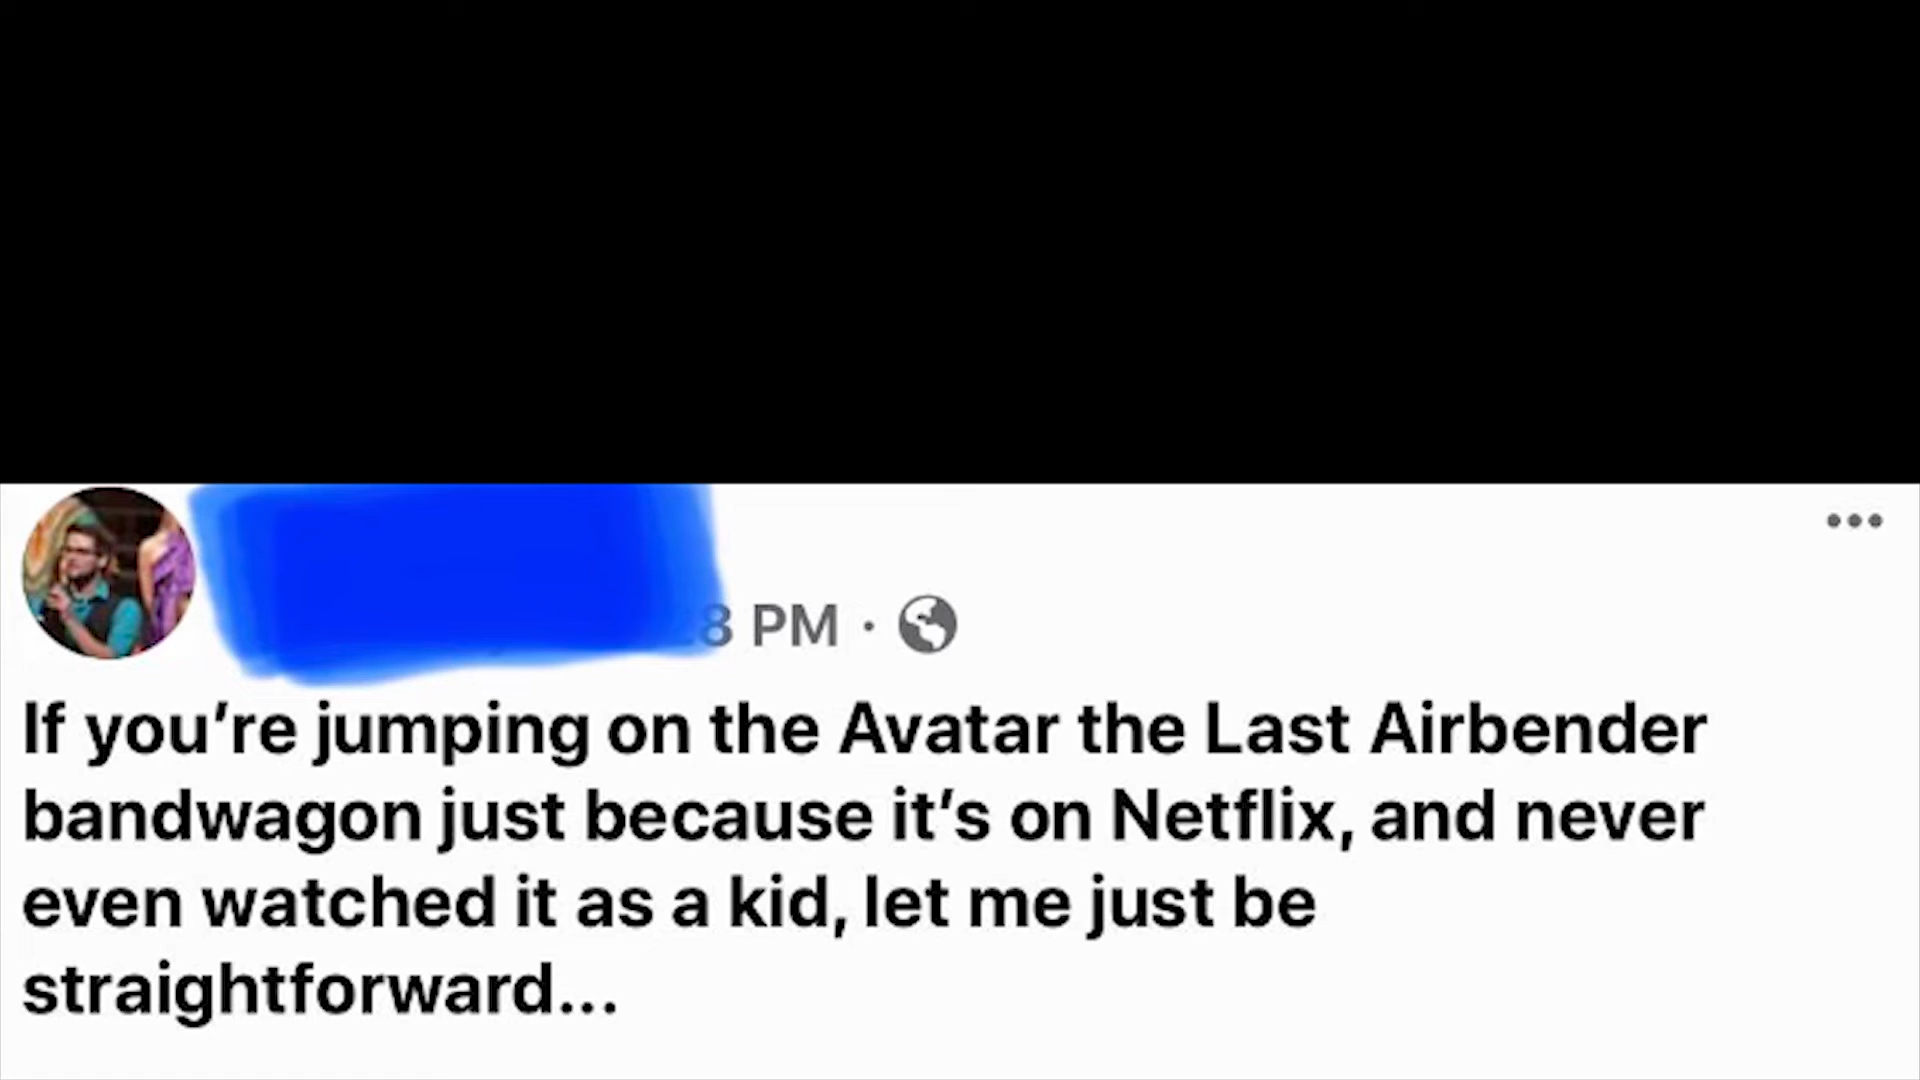 8 PM ·
If you're jumping on the Avatar the Last Airbender
bandwagon just because it's on Netflix, and never
even watched it as a kid, let me just be
straightforward...